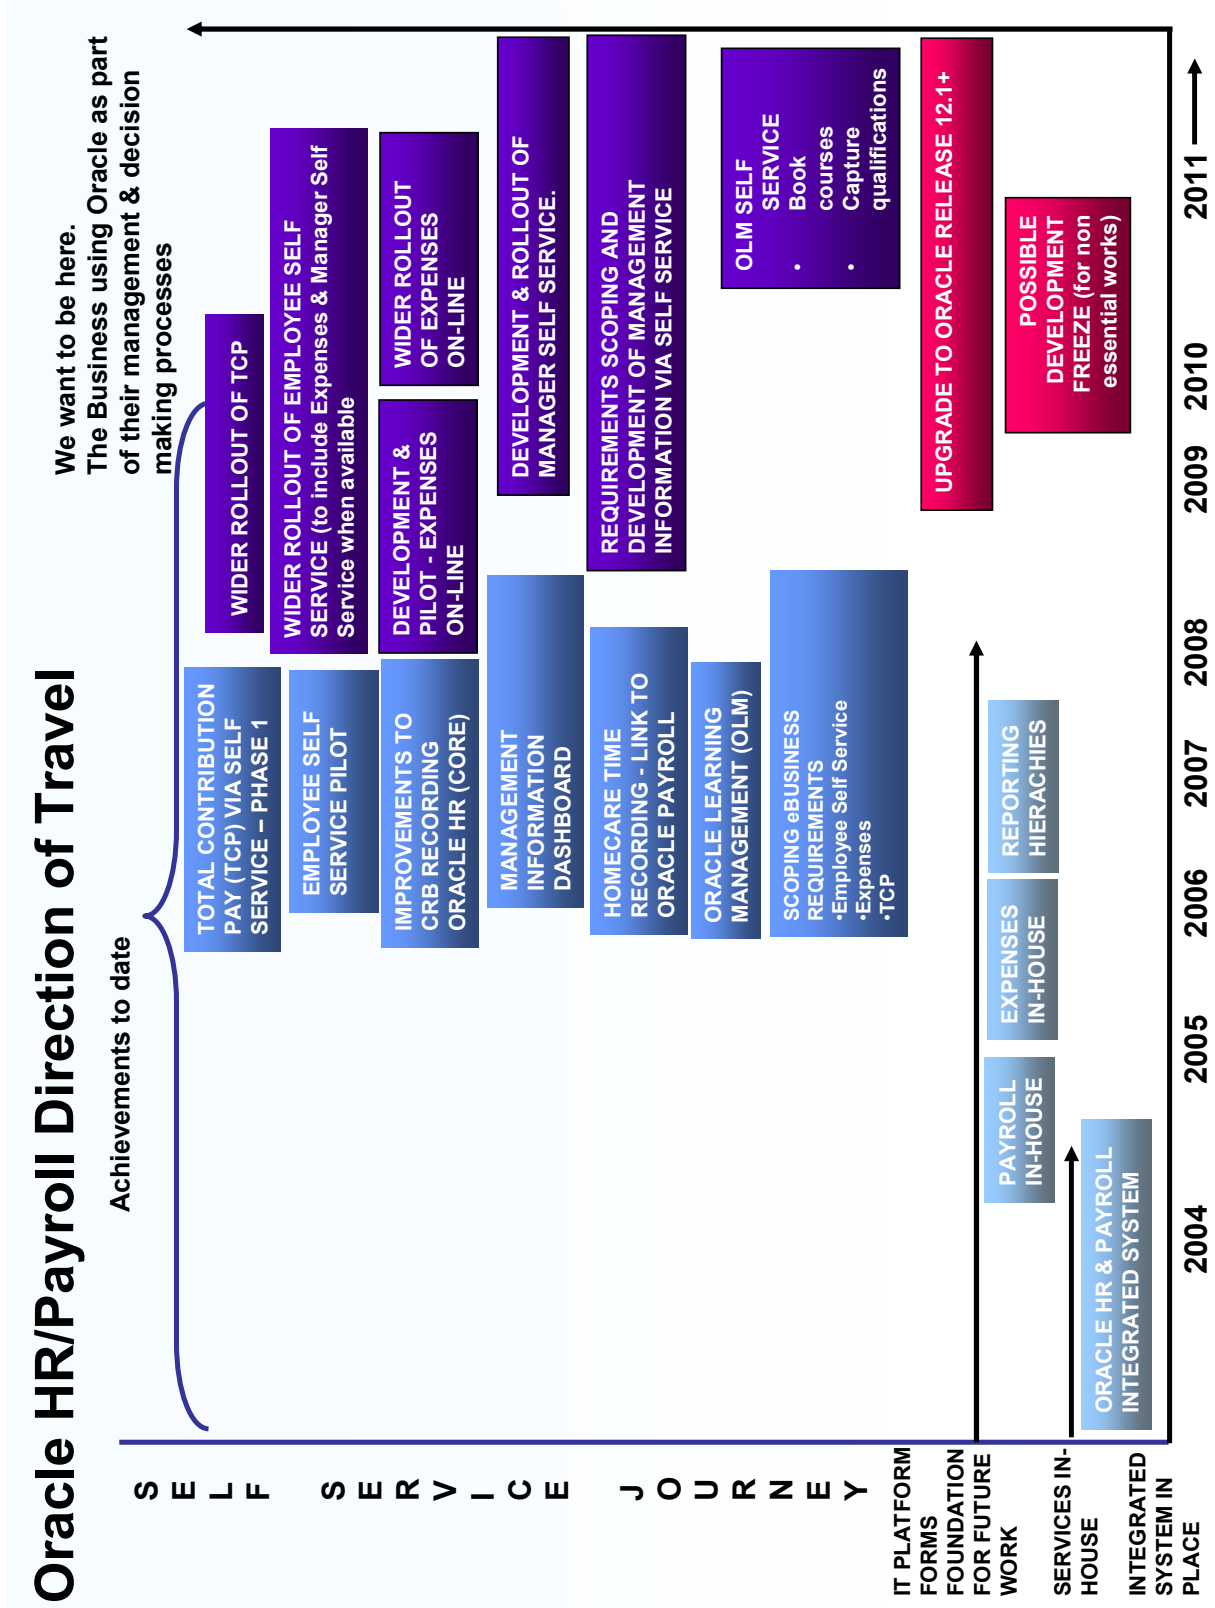 Oracle HR/Payroll Direction of Travel
Achievements to date
We want to be here.
The Business using Oracle as part
of their management & decision
making processes
S
E
L
F
S
E
R
V
I
C
E
J
O
U
R
N
E
Y
TOTAL CONTRIBUTION
PAY (TCP) VIA SELF
SERVICE – PHASE 1
WIDER ROLLOUT OF TCP
EMPLOYEE SELF
SERVICE PILOT
WIDER ROLLOUT OF EMPLOYEE SELF
SERVICE (to include Expenses & Manager Self
Service when available
IMPROVEMENTS TO
CRB RECORDING
ORACLE HR (CORE)
DEVELOPMENT &
PILOT - EXPENSES
ON-LINE
WIDER ROLLOUT
OF EXPENSES
ON-LINE
MANAGEMENT
INFORMATION
DASHBOARD
DEVELOPMENT & ROLLOUT OF
MANAGER SELF SERVICE.
HOMECARE TIME
RECORDING - LINK TO
ORACLE PAYROLL
REQUIREMENTS SCOPING AND
DEVELOPMENT OF MANAGEMENT
INFORMATION VIA SELF SERVICE
ORACLE LEARNING
MANAGEMENT (OLM)
OLM SELF
SERVICE
• Book
courses
• Capture
qualifications
SCOPING eBUSINESS
REQUIREMENTS
•Employee Self Service
•Expenses
•TCP
IT PLATFORM
FORMS
FOUNDATION
FOR FUTURE
WORK
UPGRADE TO ORACLE RELEASE 12.1+
PAYROLL
IN-HOUSE
EXPENSES
IN-HOUSE
REPORTING
HIERACHIES
POSSIBLE
DEVELOPMENT
FREEZE (for non
essential works)
SERVICES IN-
HOUSE
ORACLE HR & PAYROLL
INTEGRATED SYSTEM
INTEGRATED
SYSTEM IN
PLACE
2004 2005 2006 2007 2008 2009 2010 2011